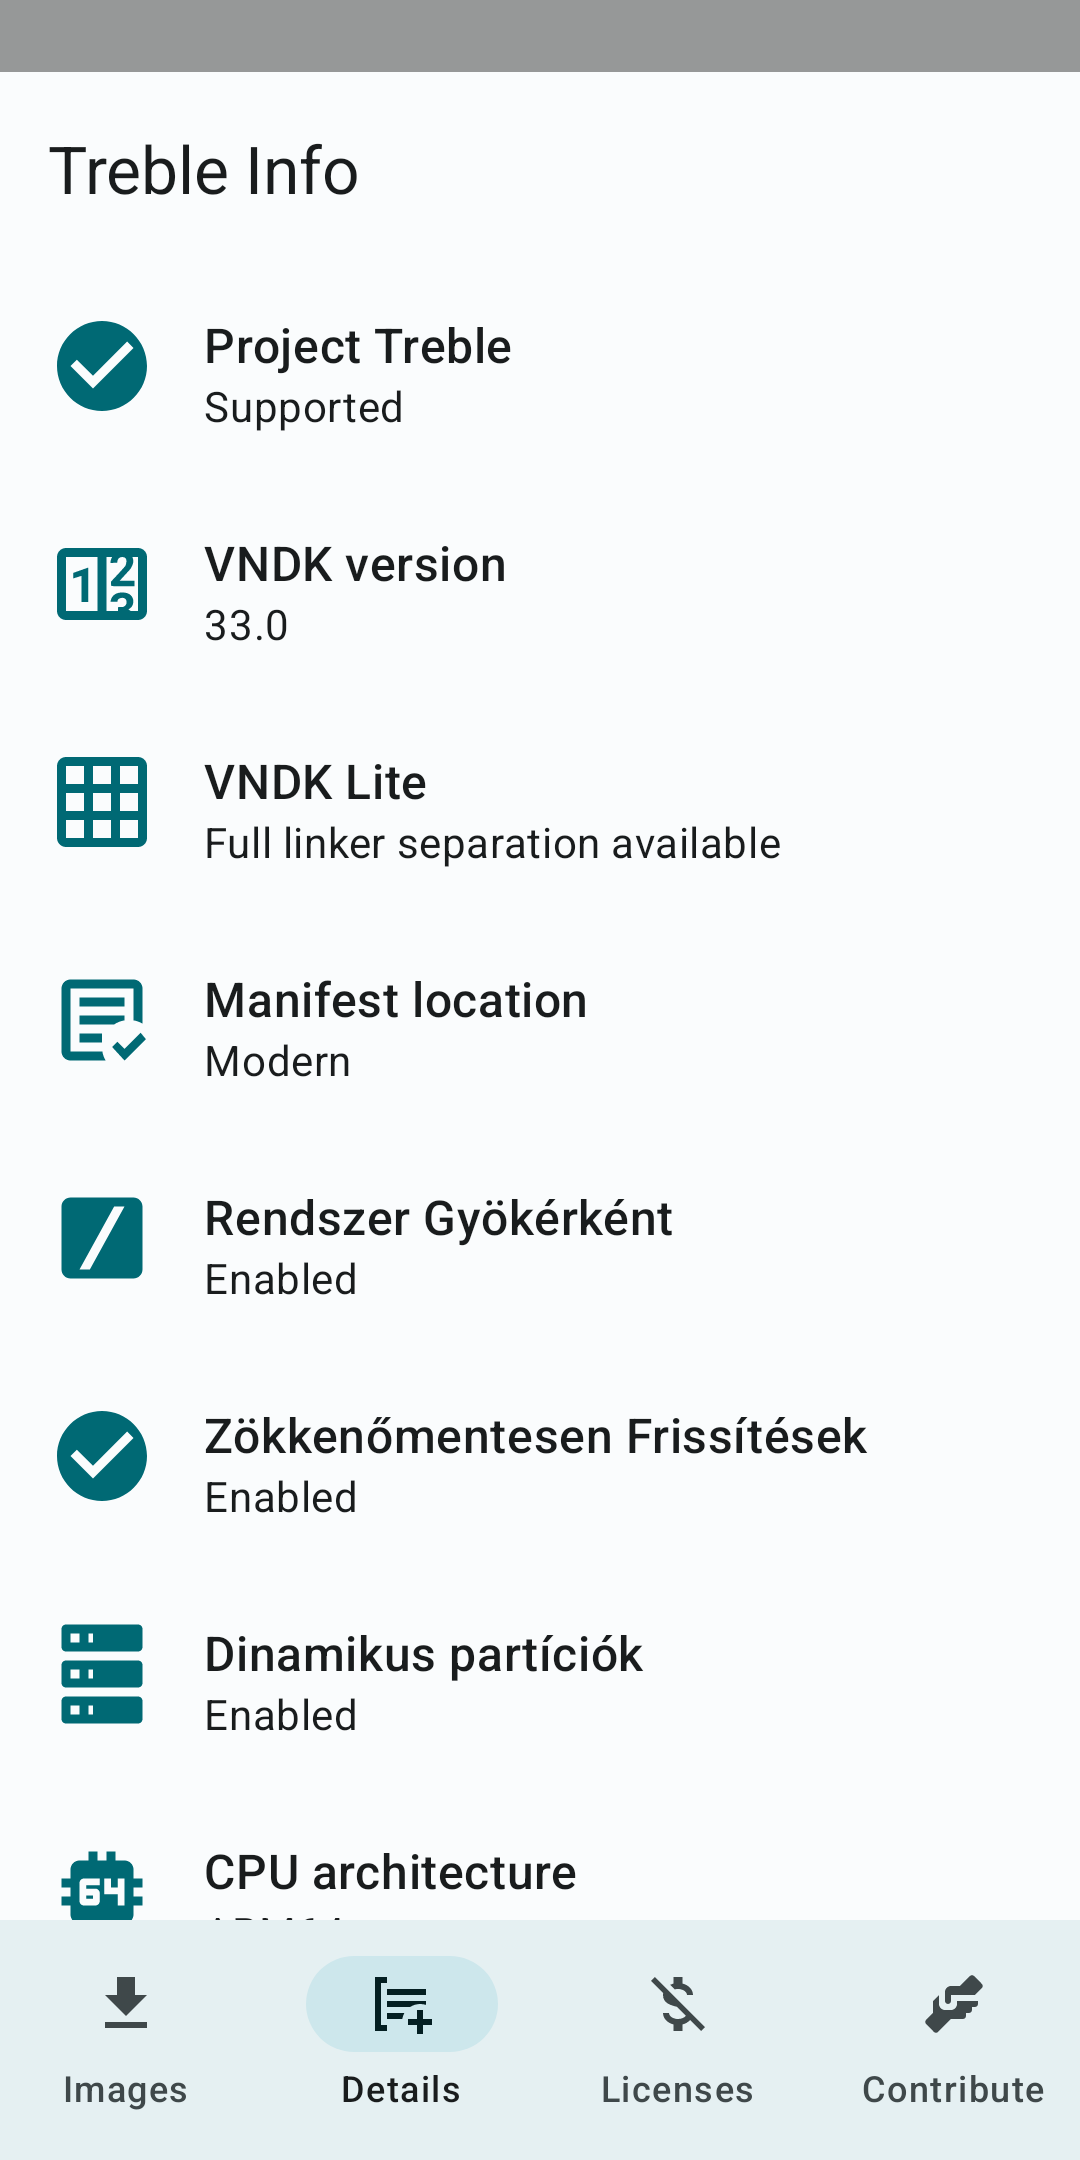 Treble Info
Project Treble
Supported
VNDK version
33.0
VNDK Lite
Full linker separation available
Manifest location
Modern
Rendszer Gyökérként
Enabled
Zökkenőmentesen Frissítések
Enabled
Dinamikus partíciók
Enabled
CPU architecture
Images
Details
Licenses
Contribute